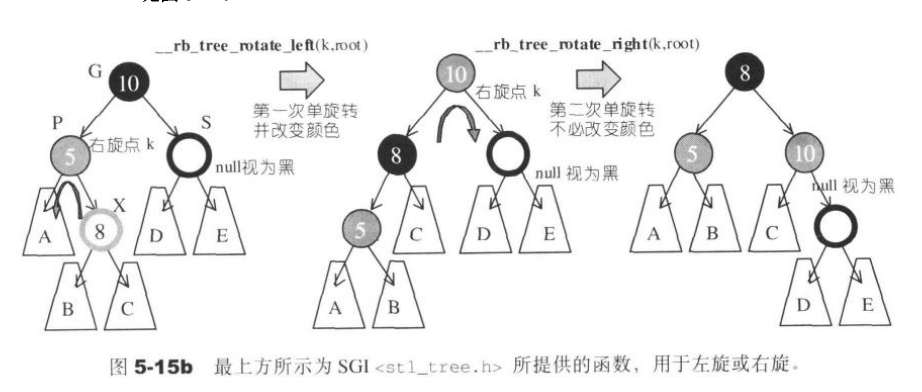 __rb_tree_rotate_left(k,root)
__rb_tree_rotate_right(k,root)
G
10
P
S
5
右旋点 k
null视为黑
A
X
8
D
E
B
C
第一次单旋转
并改变颜色
10
右旋点 k
8
null 视为黑
5
C
D
E
A
B
第二次单旋转
不必改变颜色
8
5
10
null 视为黑
A
B
C
D
E
图 5-15b 最上方所示为 SGI <stl_tree.h> 所提供的函数，用于左旋或右旋。